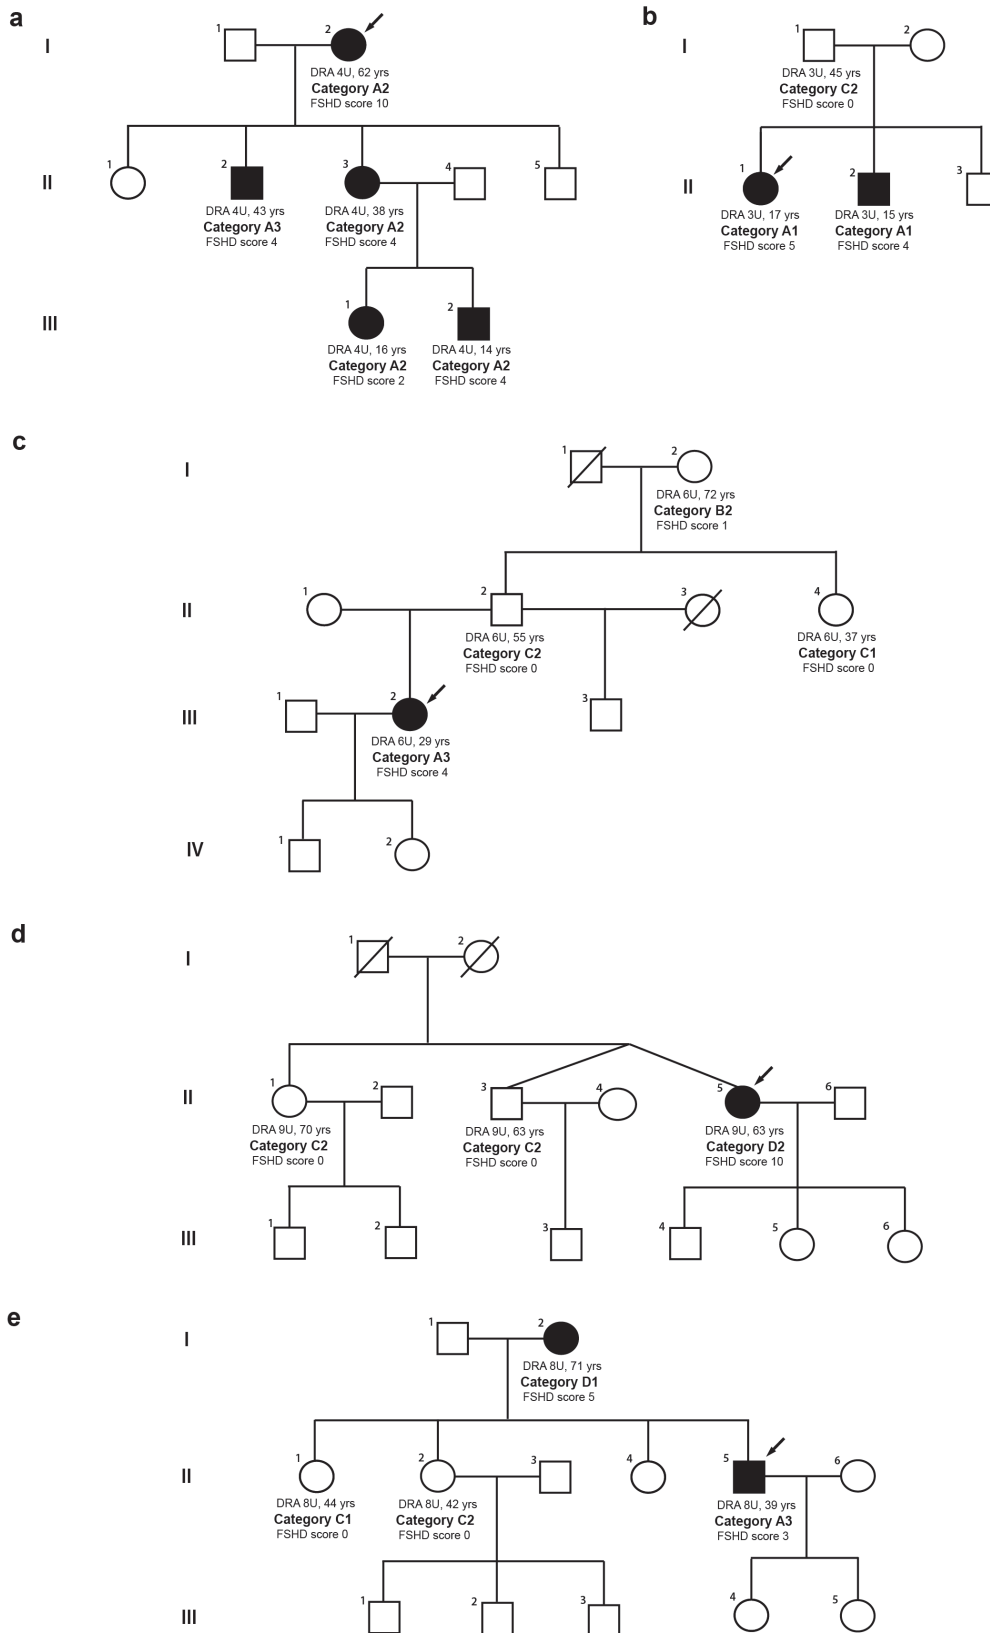 a
b
I
1
2
DRA 4U, 62 yrs
Category A2
FSHD score 10
I
1
2
DRA 3U, 45 yrs
Category C2
FSHD score 0
II
1
2
3
4
5
DRA 4U, 43 yrs
Category A3
FSHD score 4
DRA 4U, 38 yrs
Category A2
FSHD score 4
II
1
2
3
DRA 3U, 17 yrs
Category A1
FSHD score 5
DRA 3U, 15 yrs
Category A1
FSHD score 4
III
1
2
DRA 4U, 16 yrs
Category A2
FSHD score 2
DRA 4U, 14 yrs
Category A2
FSHD score 4
c
I
1
2
DRA 6U, 72 yrs
Category B2
FSHD score 1
II
1
2
3
4
DRA 6U, 55 yrs
Category C2
FSHD score 0
DRA 6U, 37 yrs
Category C1
FSHD score 0
III
1
2
3
DRA 6U, 29 yrs
Category A3
FSHD score 4
IV
1
2
d
I
1
2
II
1
2
3
4
5
6
DRA 9U, 70 yrs
Category C2
FSHD score 0
DRA 9U, 63 yrs
Category C2
FSHD score 0
DRA 9U, 63 yrs
Category D2
FSHD score 10
III
1
2
3
4
5
6
e
I
1
2
DRA 8U, 71 yrs
Category D1
FSHD score 5
II
1
2
3
4
5
6
DRA 8U, 44 yrs
Category C1
FSHD score 0
DRA 8U, 42 yrs
Category C2
FSHD score 0
DRA 8U, 39 yrs
Category A3
FSHD score 3
III
1
2
3
4
5